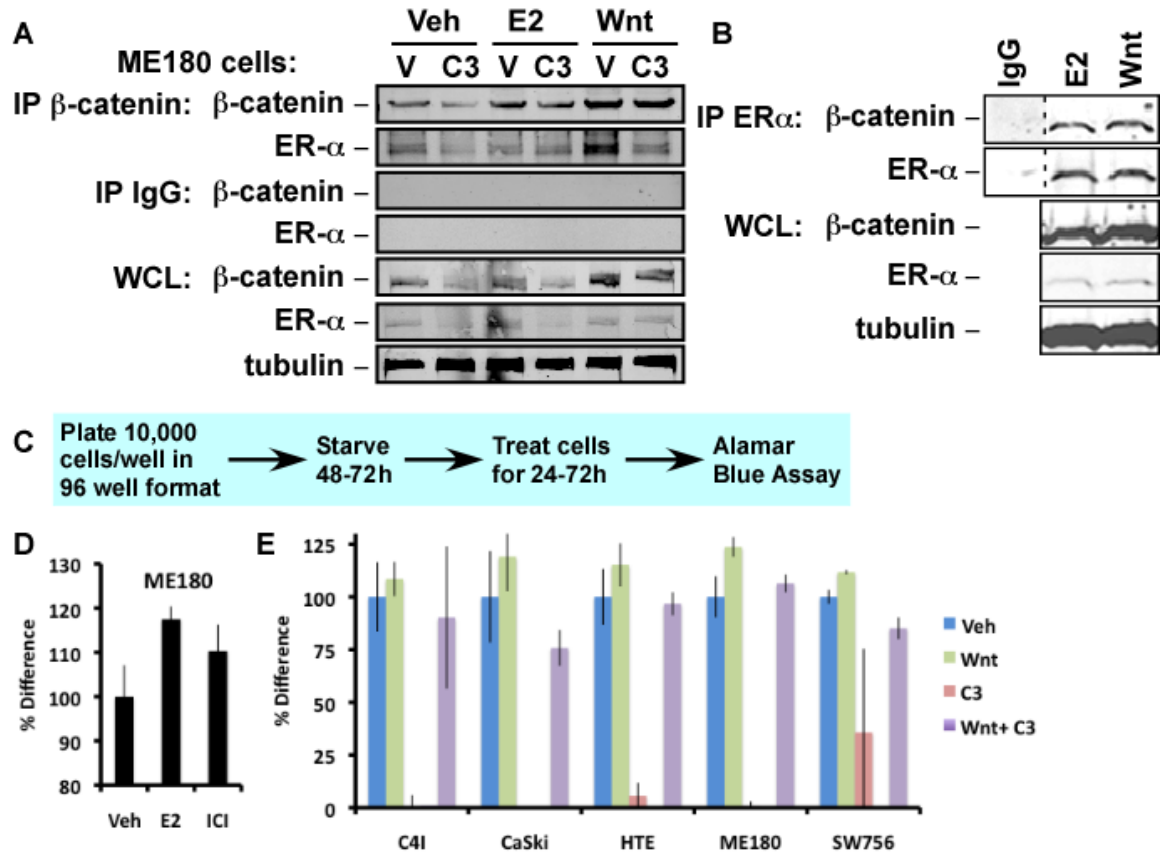 A
Veh E2 Wnt
ME180 cells: V C3 V C3 V C3
IP β-catenin: β-catenin –
ER-α
IP IgG: β-catenin
ER-α
WCL: β-catenin –
ER-α
tubulin –
B
IgG E2 Wnt
IP ERα: β-catenin –
ER-α –
WCL: β-catenin –
ER-α
tubulin –
C
Plate 10,000
cells/well in
96 well format
Starve
48-72h
Treat cells
for 24-72h
Alamar
Blue Assay
D
ME180
% Difference
130
120
110
100
90
80
Veh E2 ICI
E
% Difference
125
100
75
50
25
0
C4I CaSki HTE ME180 SW756
Veh
Wnt
C3
Wnt+ C3